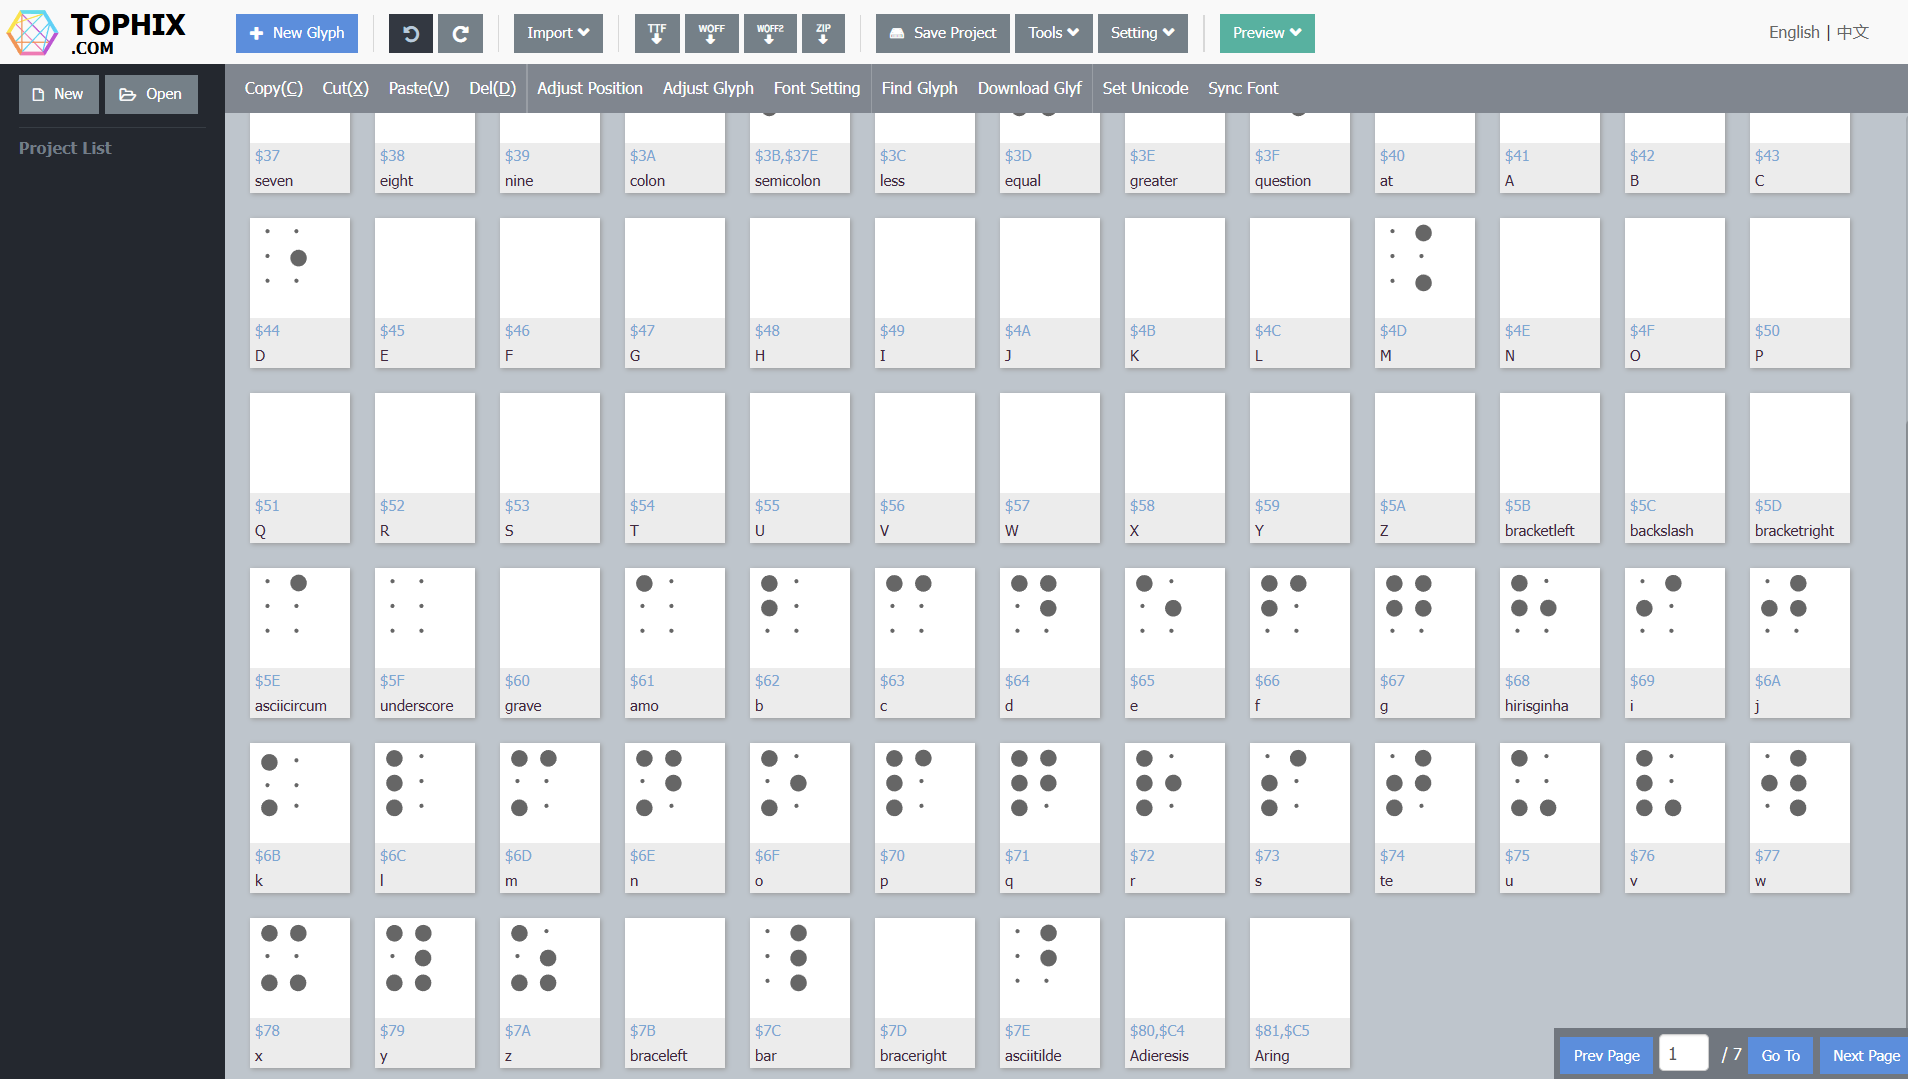 TOPHIX
.COM
New Glyph
Import
TTF
WOFF
WOFF2
ZIP
Save Project
Tools
Setting
Preview
English | 中文
New
Open
Project List
Copy(C) Cut(X) Paste(V) Del(D) Adjust Position Adjust Glyph Font Setting Find Glyph Download Glyf Set Unicode Sync Font
$37 $38 $39 $3A $3B,$37E $3C $3D $3E $3F $40 $41 $42 $43
seven eight nine colon semicolon less equal greater question at A B C
$44 $45 $46 $47 $48 $49 $4A $4B $4C $4D $4E $4F $50
D E F G H I J K L M N O P
$51 $52 $53 $54 $55 $56 $57 $58 $59 $5A $5B $5C $5D
Q R S T U V W X Y Z bracketleft backslash bracketright
$5E $5F $60 $61 $62 $63 $64 $65 $66 $67 $68 $69 $6A
asciicircum underscore grave amo b c d e f g hirisginha i j
$6B $6C $6D $6E $6F $70 $71 $72 $73 $74 $75 $76 $77
k l m n o p q r s te u v w
$78 $79 $7A $7B $7C $7D $7E $80,$C4 $81,$C5
x y z braceleft bar braceright asciitilde Adieresis Aring
Prev Page 1 / 7 Go To Next Page